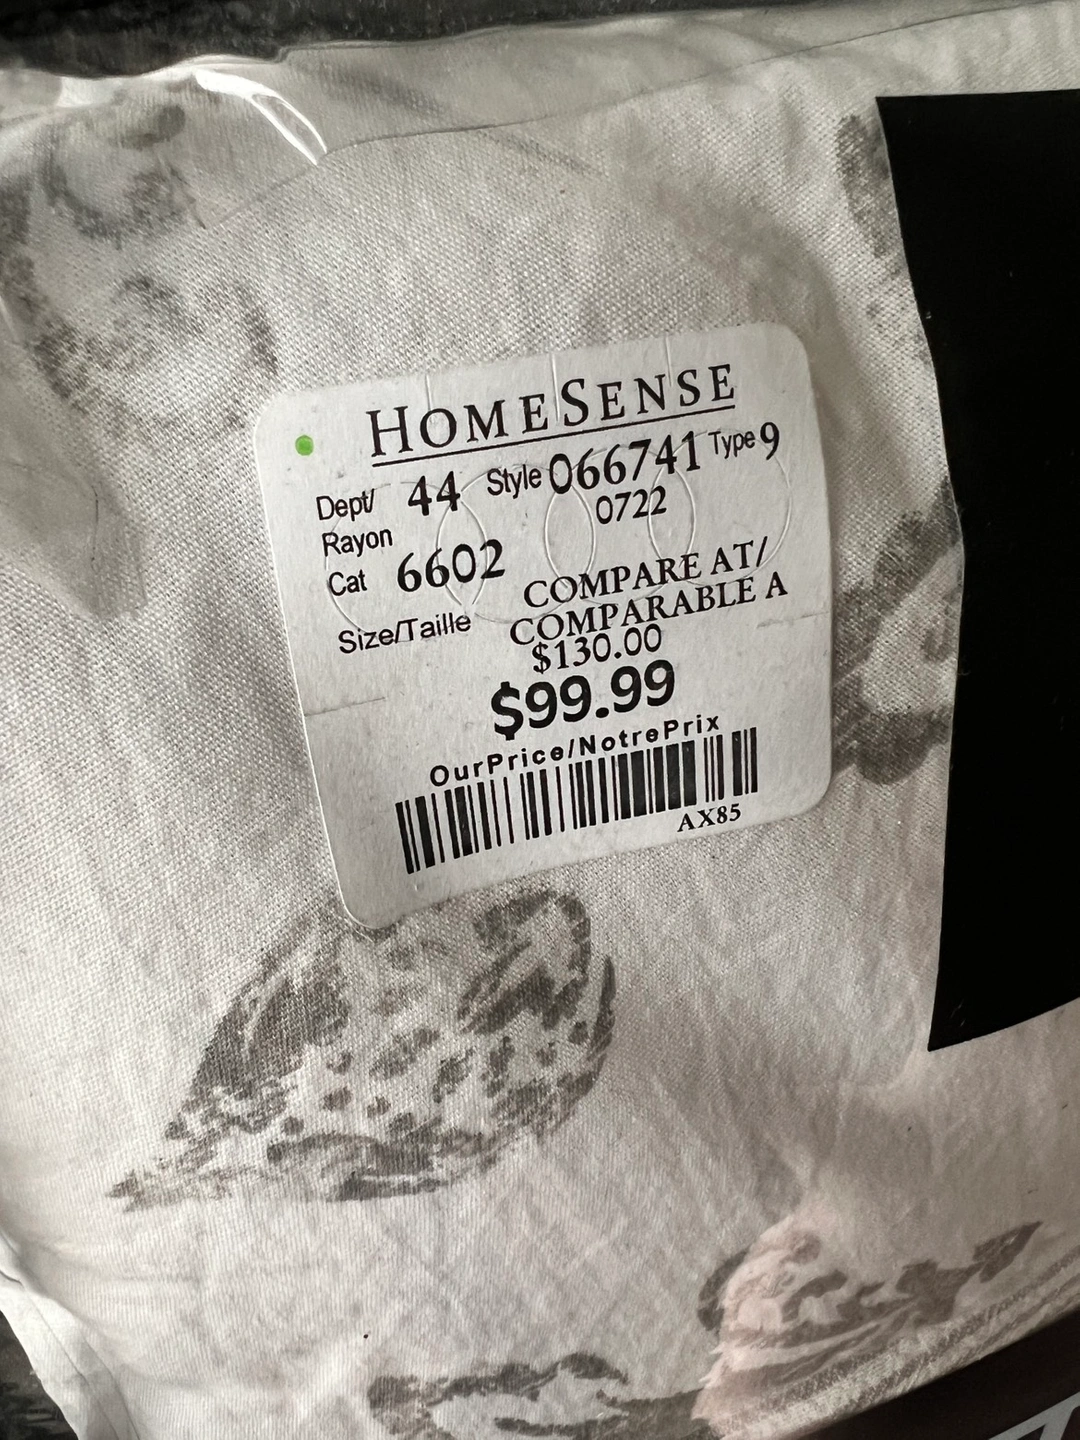 HOMESENSE
Dept/ 44 Style 066741 Type 9
Rayon 0722
Cat 6602
COMPARE AT/
Size/Taille COMPARABLE A
$130.00
$99.99
OurPrice/NotrePrix
AX85